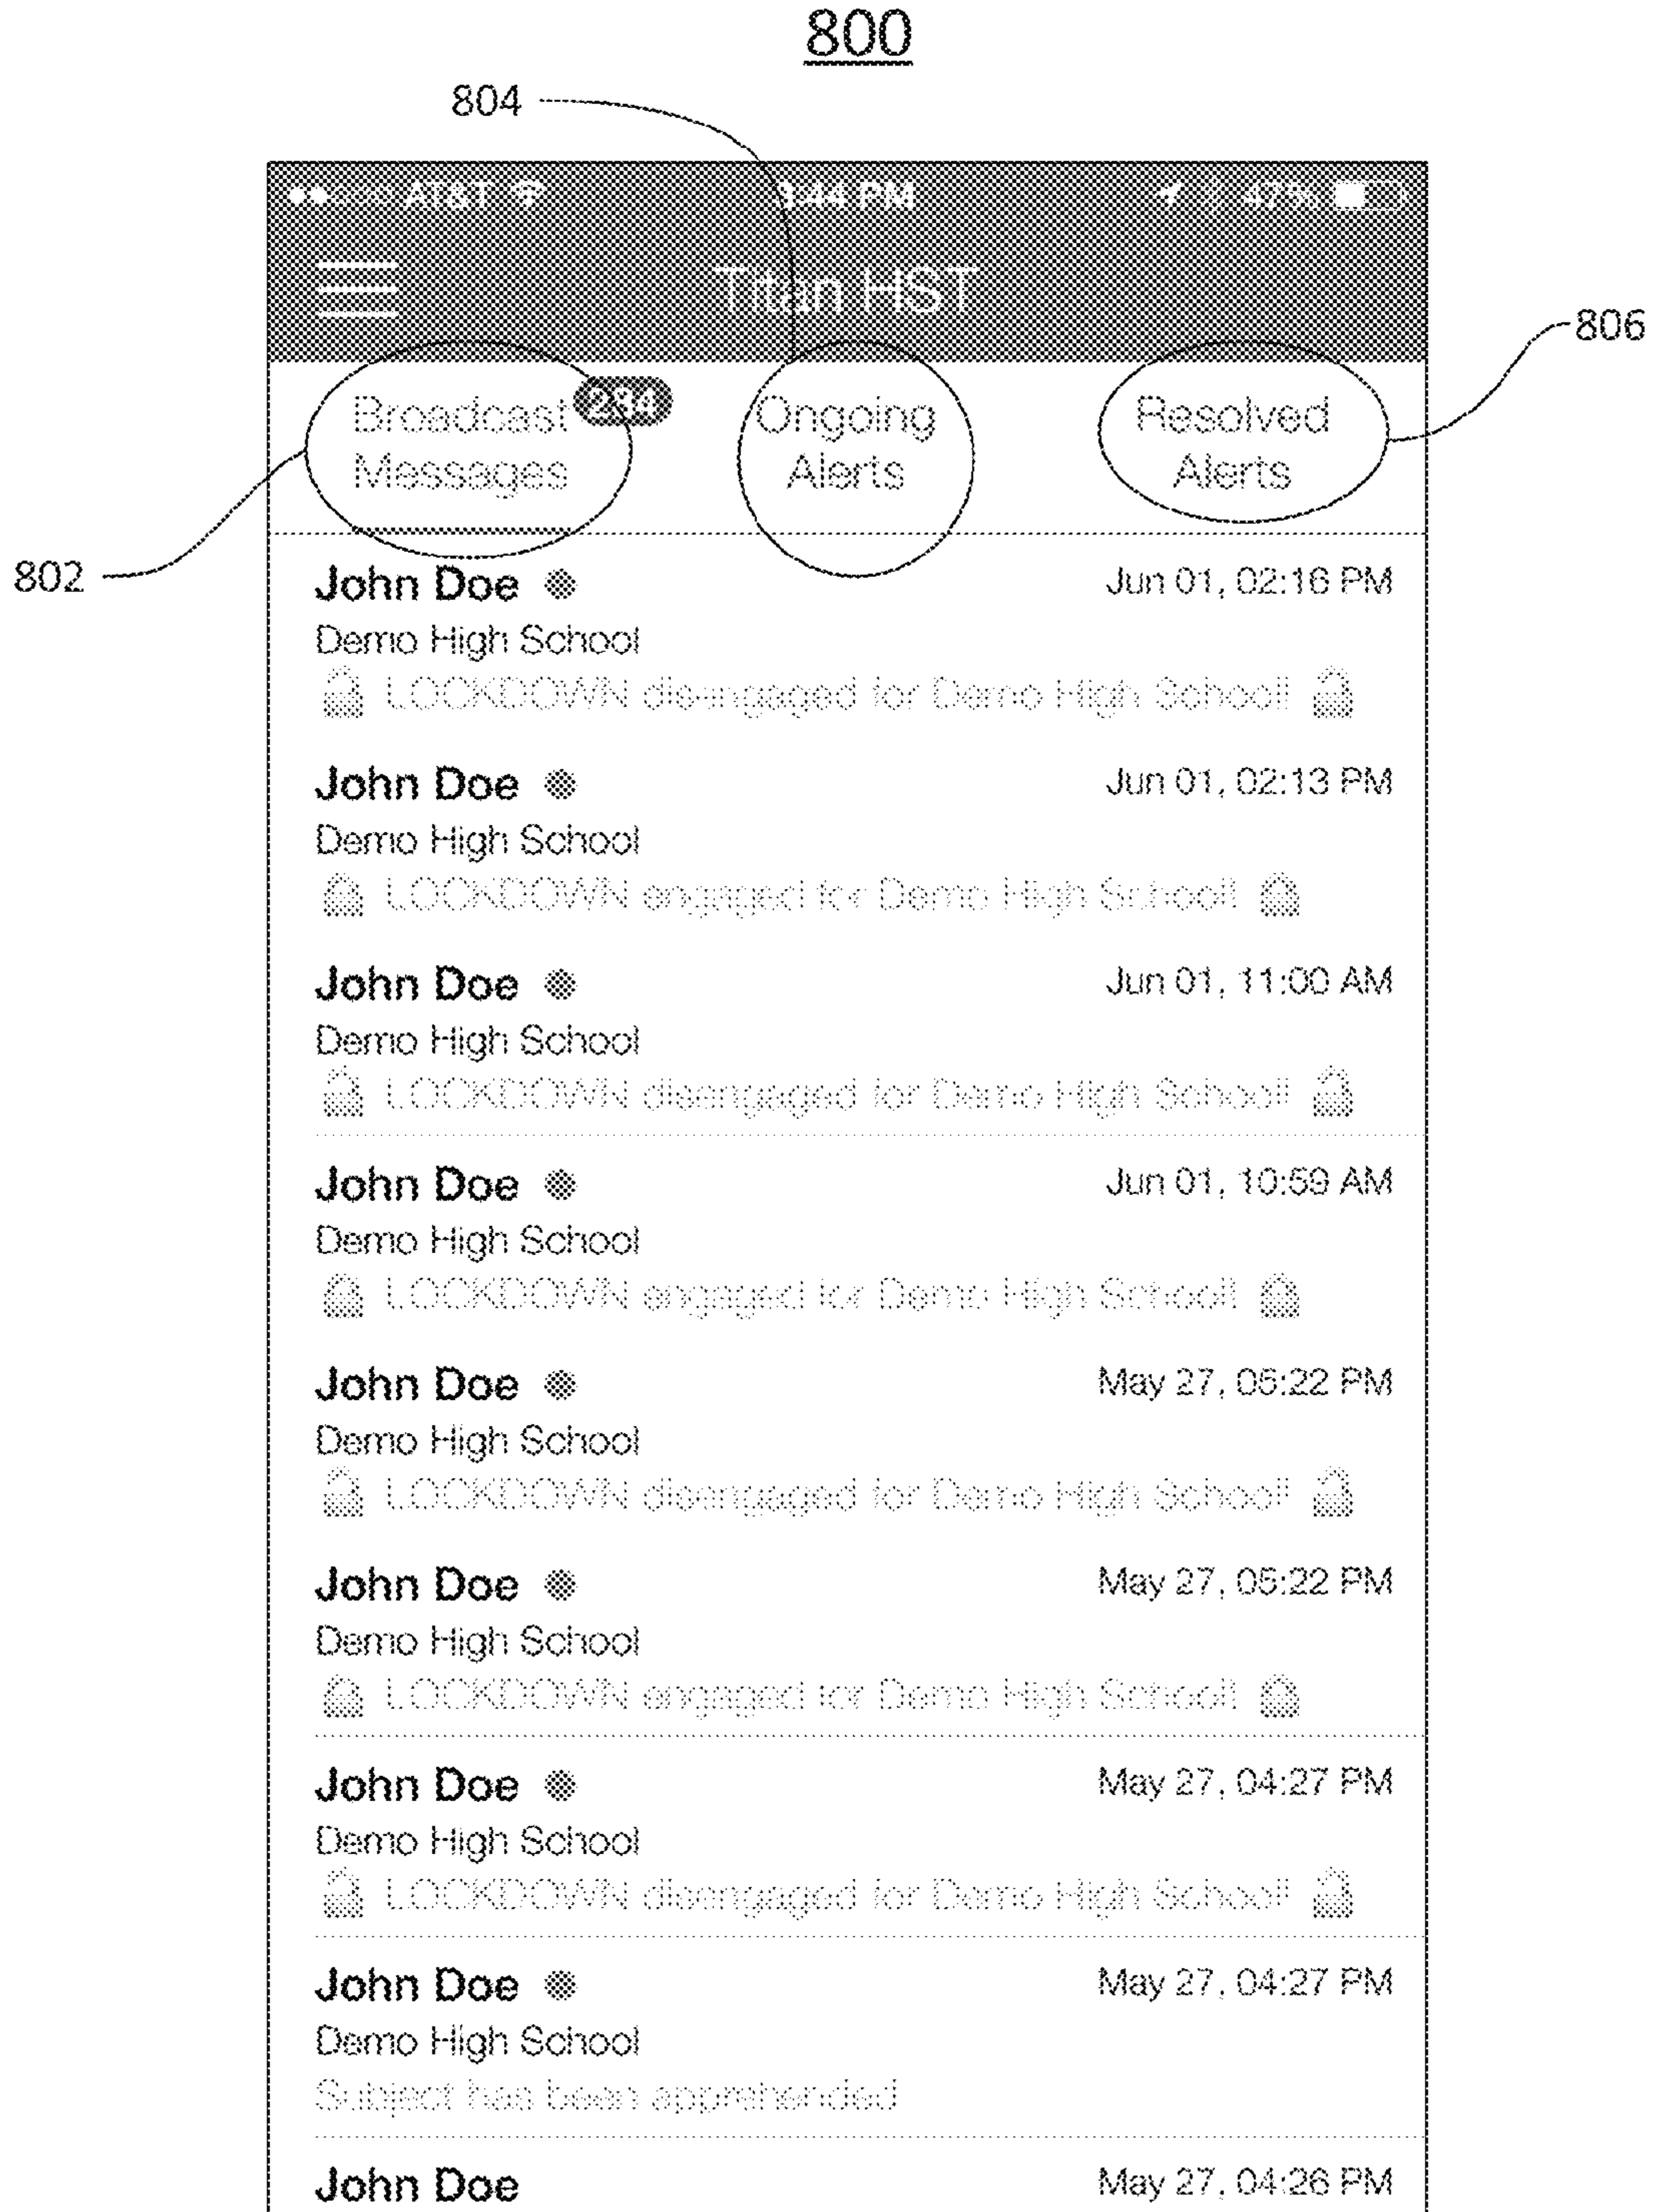 800
804
AT&T 1:44 PM 47%
Titan HST
806
Broadcast Messages 234
Ongoing Alerts
Resolved Alerts
802
John Doe Jun 01, 02:16 PM
Demo High School
LOCKDOWN disengaged for Demo High School!
John Doe Jun 01, 02:13 PM
Demo High School
LOCKDOWN engaged for Demo High School!
John Doe Jun 01, 11:00 AM
Demo High School
LOCKDOWN disengaged for Demo High School!
John Doe Jun 01, 10:59 AM
Demo High School
LOCKDOWN engaged for Demo High School!
John Doe May 27, 05:22 PM
Demo High School
LOCKDOWN disengaged for Demo High School!
John Doe May 27, 05:22 PM
Demo High School
LOCKDOWN engaged for Demo High School!
John Doe May 27, 04:27 PM
Demo High School
LOCKDOWN disengaged for Demo High School!
John Doe May 27, 04:27 PM
Demo High School
Subject has been apprehended
John Doe May 27, 04:26 PM